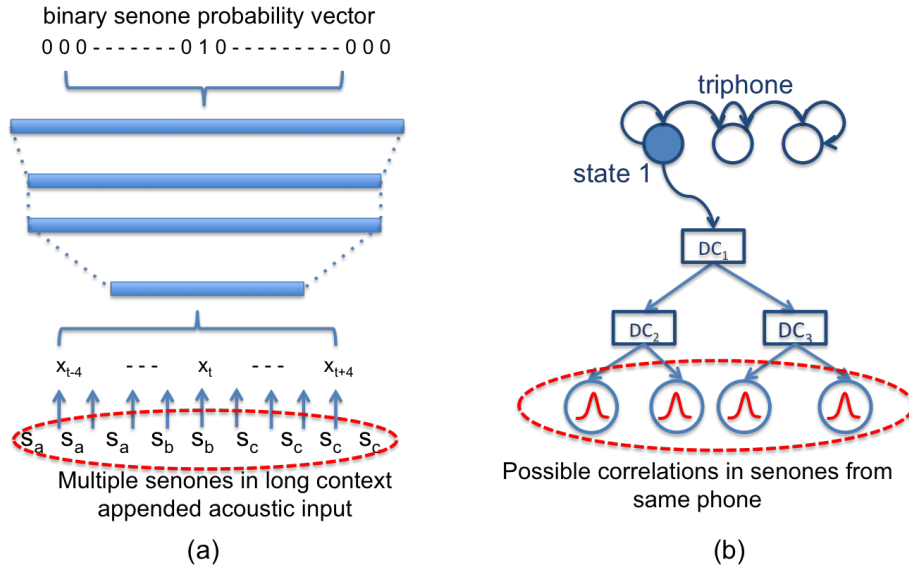 binary senone probability vector
0 0 0 - - - - - - - 0 1 0 - - - - - - - - - 0 0 0
x_{t-4} - - - x_t - - - x_{t+4}
S_a S_a S_a S_b S_b S_c S_c S_c S_c
Multiple senones in long context
appended acoustic input
(a)
triphone
state 1
DC_1
DC_2 DC_3
Possible correlations in senones from
same phone
(b)